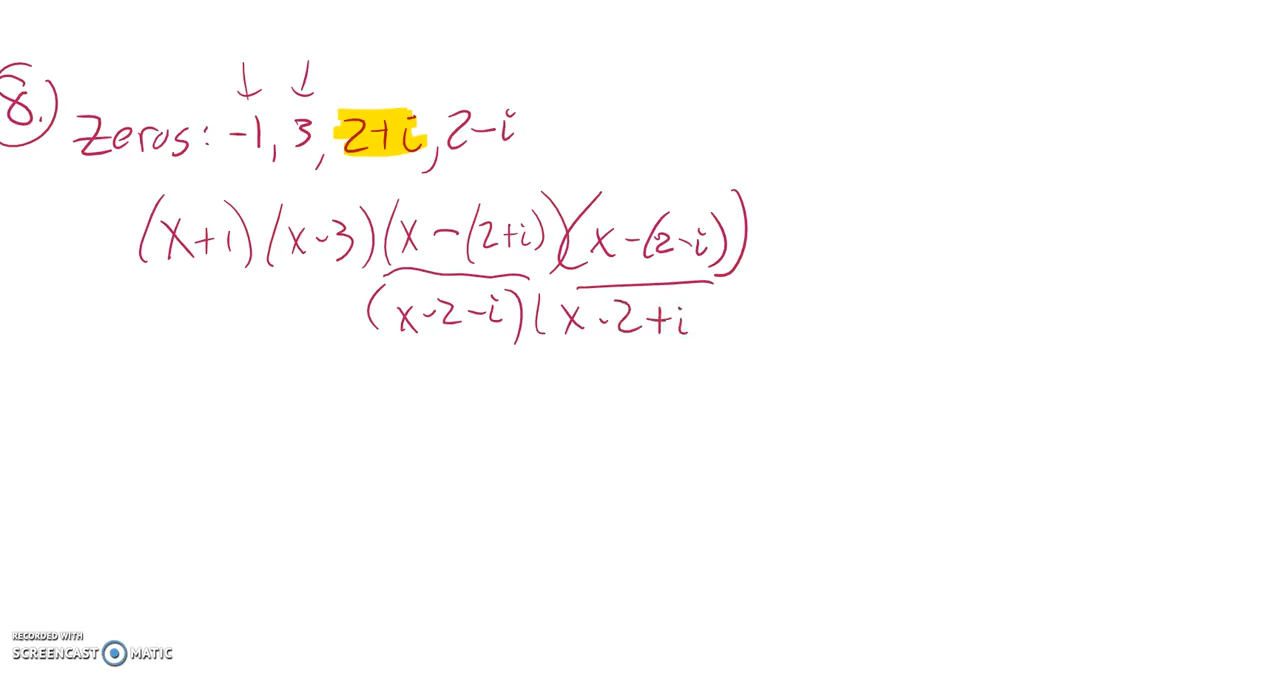 8.)
Zeros: -1, 3, 2+i, 2-i
(x+1)(x-3)(x-(2+i))(x-(2-i))
(x-2-i)(x-2+i
RECORDED WITH
SCREENCAST MATIC